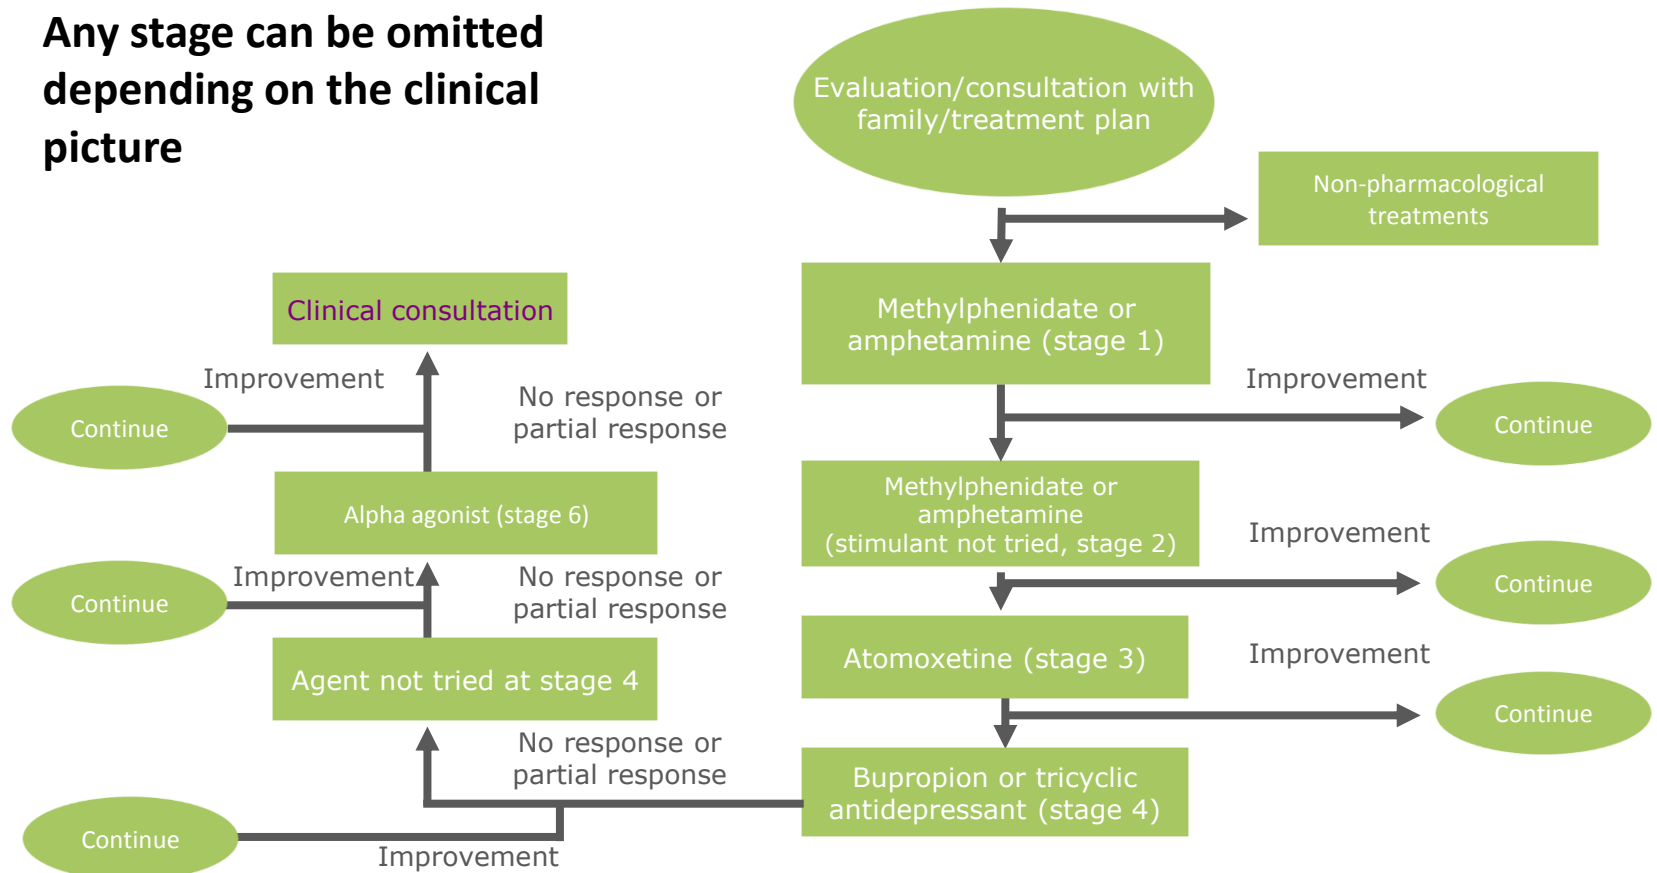 Any stage can be omitted
depending on the clinical
picture
Evaluation/consultation with
family/treatment plan
Non-pharmacological
treatments
Methylphenidate or
amphetamine (stage 1)
Improvement
Continue
Methylphenidate or
amphetamine
(stimulant not tried, stage 2)
Improvement
Continue
Atomoxetine (stage 3)
Improvement
Continue
Bupropion or tricyclic
antidepressant (stage 4)
Improvement
Continue
No response or
partial response
Agent not tried at stage 4
Improvement
Continue
No response or
partial response
Alpha agonist (stage 6)
Improvement
Continue
No response or
partial response
Clinical consultation